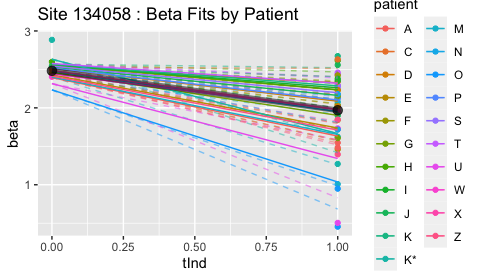 Site 134058 : Beta Fits by Patient
patient
3
2
1
beta
0.00 0.25 0.50 0.75 1.00
tInd
A
C
D
E
F
G
H
I
J
K
K*
M
N
O
P
S
T
U
W
X
Z